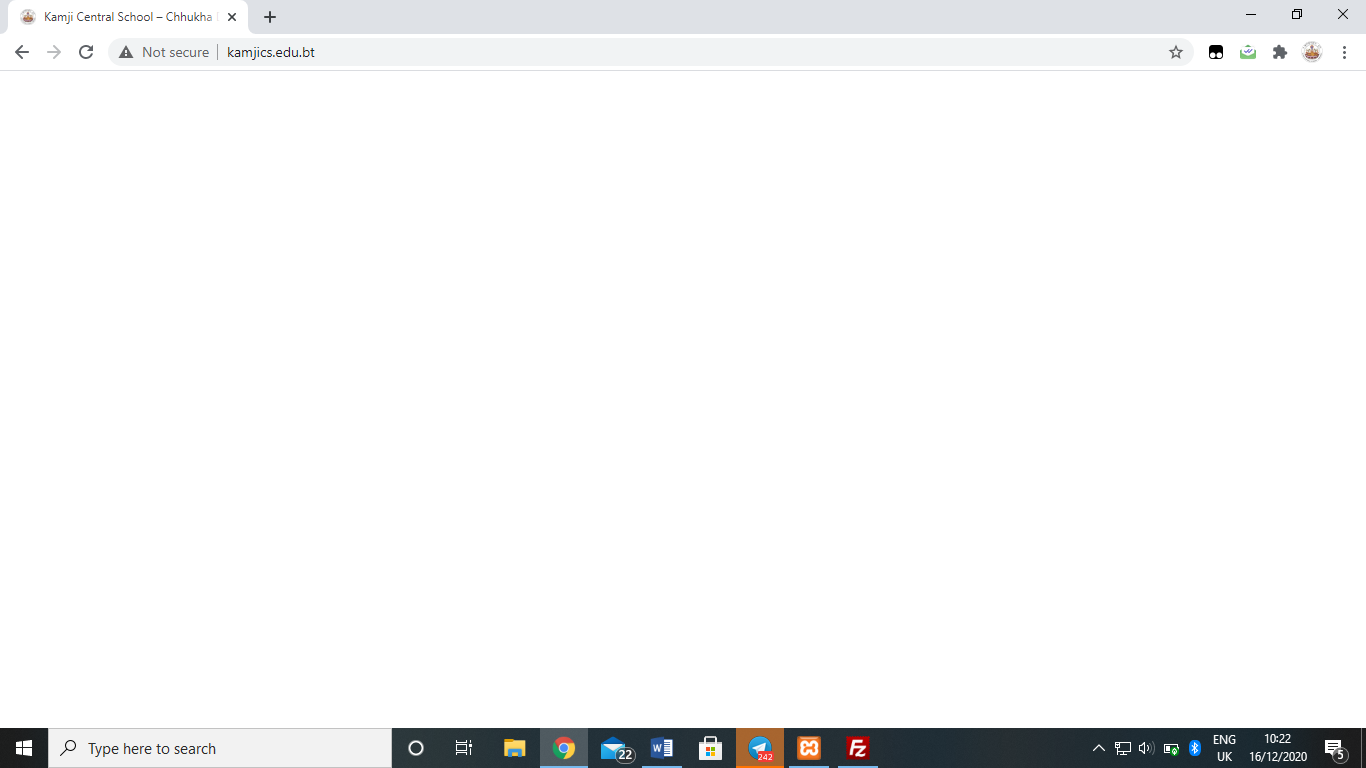 Kamji Central School – Chhukha
Not secure
kamjics.edu.bt
Type here to search
22
W
242
Fz
ENG
UK
10:22
16/12/2020
5